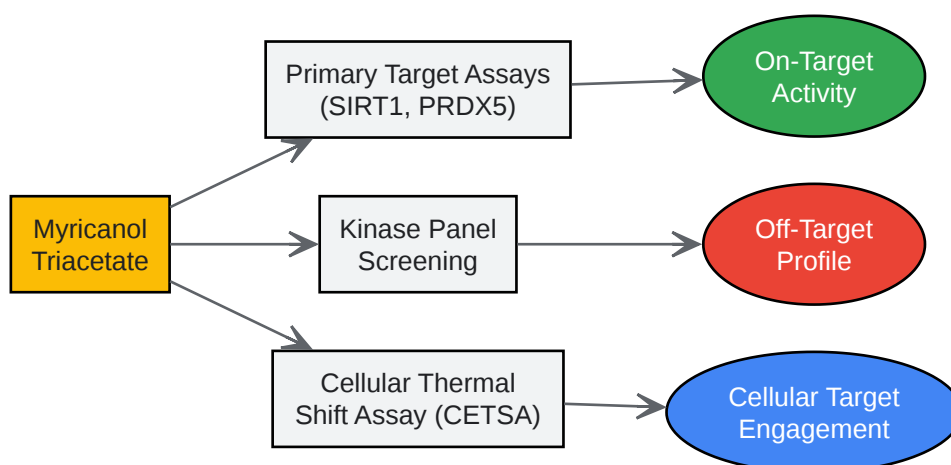 Primary Target Assays
(SIRT1, PRDX5)
On-Target
Activity
Myricanol
Triacetate
Kinase Panel
Screening
Off-Target
Profile
Cellular Thermal
Shift Assay (CETSA)
Cellular Target
Engagement